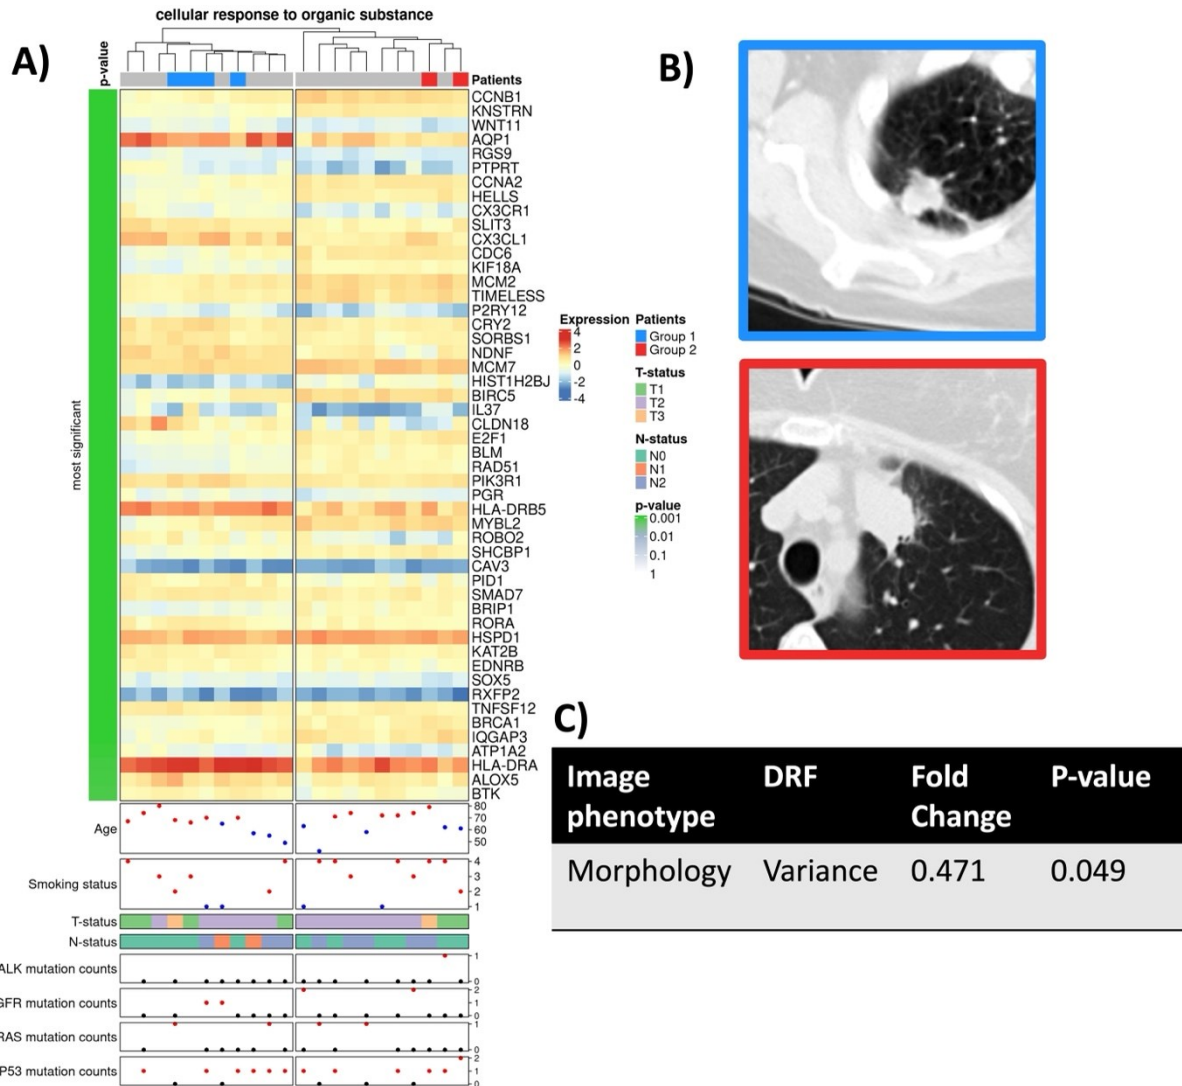 cellular response to organic substance
A)
p-value
Patients
most significant
CCNB1
KNSTRN
WNT11
AQP1
RGS9
PTPRT
CCNA2
HELLS
CX3CR1
SLIT3
CX3CL1
CDC6
KIF18A
MCM2
TIMELESS
P2RY12
CRY2
SORBS1
NDNF
MCM7
HIST1H2BJ
BIRC5
IL37
CLDN18
E2F1
BLM
RAD51
PIK3R1
PGR
HLA-DRB5
MYBL2
ROBO2
SHCBP1
CAV3
PID1
SMAD7
BRIP1
RORA
HSPD1
KAT2B
EDNRB
SOX5
RXFP2
TNFSF12
BRCA1
IQGAP3
ATP1A2
HLA-DRA
ALOX5
BTK
Age
80
70
60
50
Smoking status
4
3
2
1
T-status
N-status
ALK mutation counts
1
0
GFR mutation counts
2
1
0
RAS mutation counts
1
0
P53 mutation counts
2
1
0
Expression
4
2
0
-2
-4
Patients
Group 1
Group 2
T-status
T1
T2
T3
N-status
N0
N1
N2
p-value
0.001
0.01
0.1
1
B)
C)
Image phenotype DRF Fold Change P-value
Morphology Variance 0.471 0.049